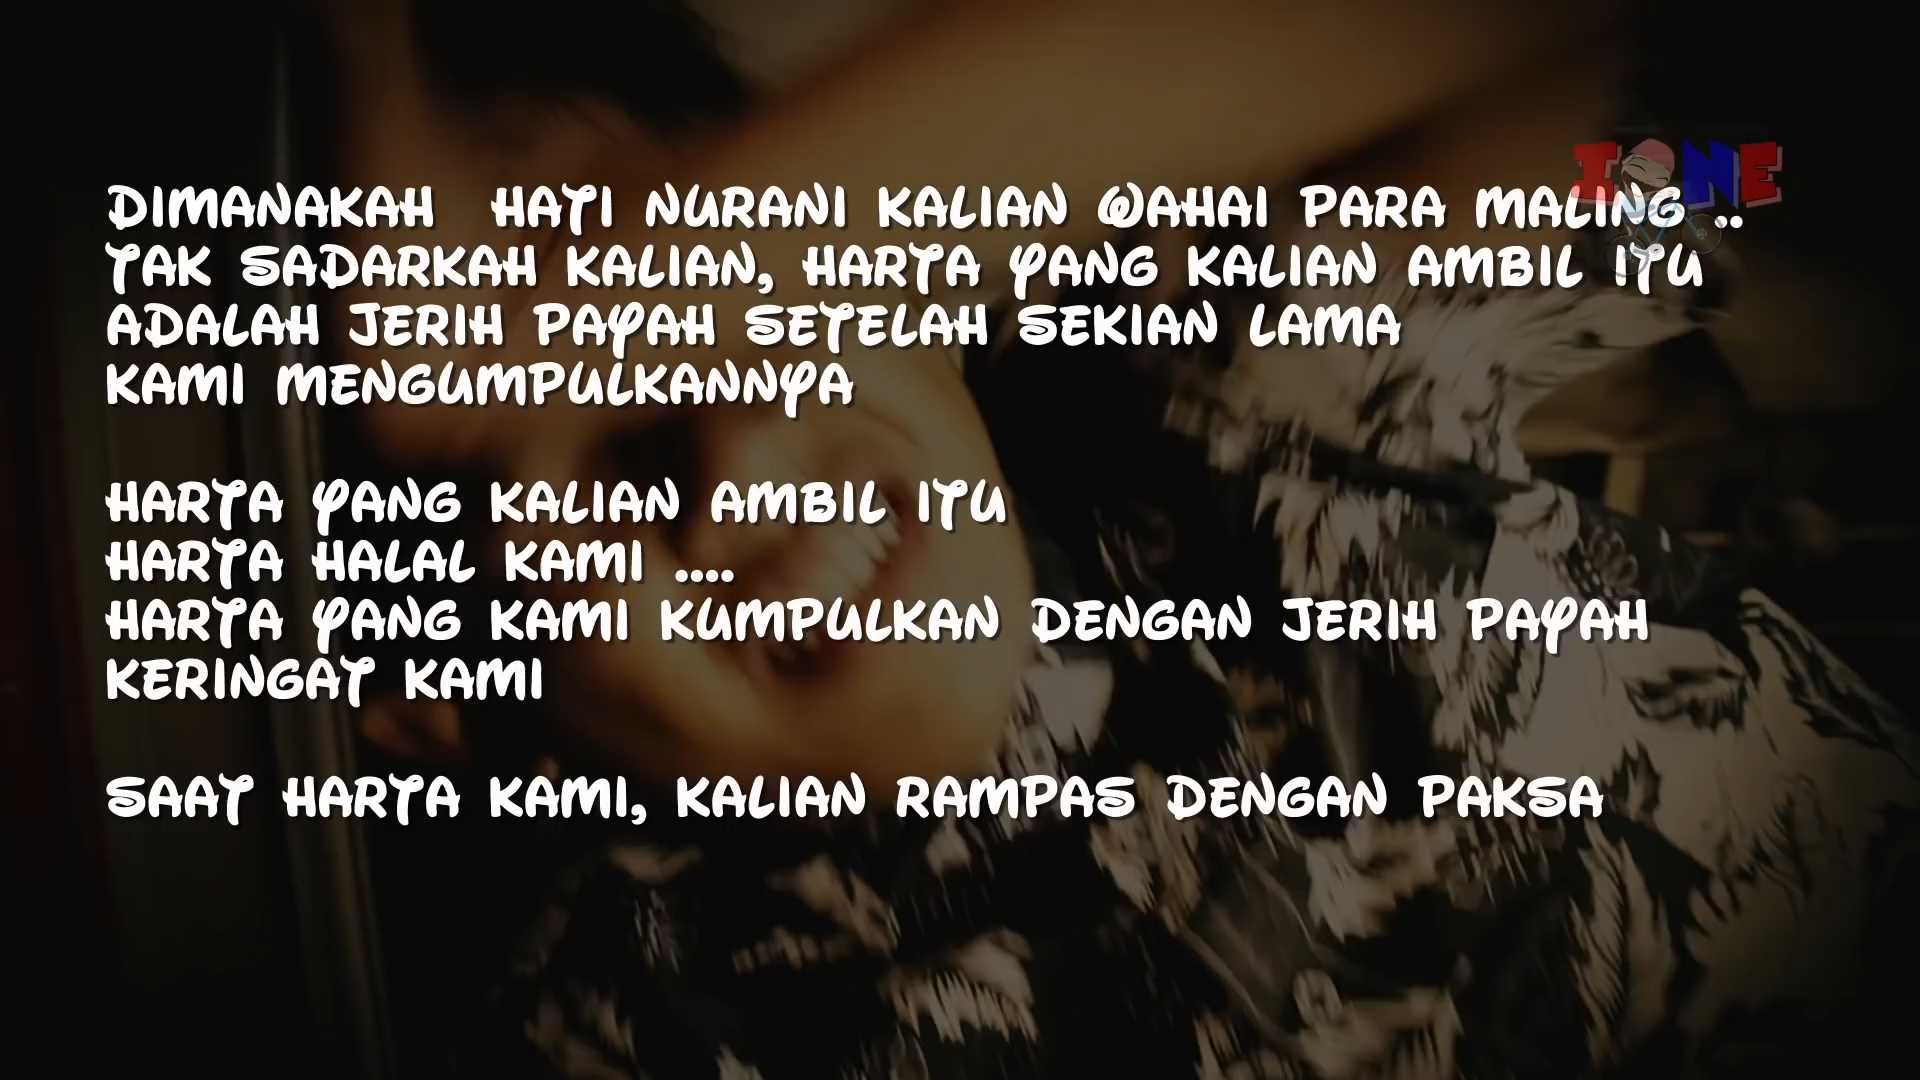 IONE
DIMANAKAH HATI NURANI KALIAN WAHAI PARA MALING ..
TAK SADARKAH KALIAN, HARTA YANG KALIAN AMBIL ITU
ADALAH JERIH PAYAH SETELAH SEKIAN LAMA
KAMI MENGUMPULKANNYA
HARTA YANG KALIAN AMBIL ITU
HARTA HALAL KAMI ....
HARTA YANG KAMI KUMPULKAN DENGAN JERIH PAYAH
KERINGAT KAMI
SAAT HARTA KAMI, KALIAN RAMPAS DENGAN PAKSA